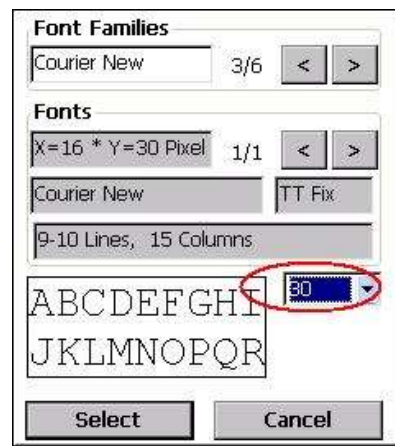 Font Families
Courier New 3/6 < >
Fonts
X=16 * Y=30 Pixel 1/1 < >
Courier New TT Fix
9-10 Lines, 15 Columns
30
ABCDEFGHI
JKLMNOPQR
Select Cancel